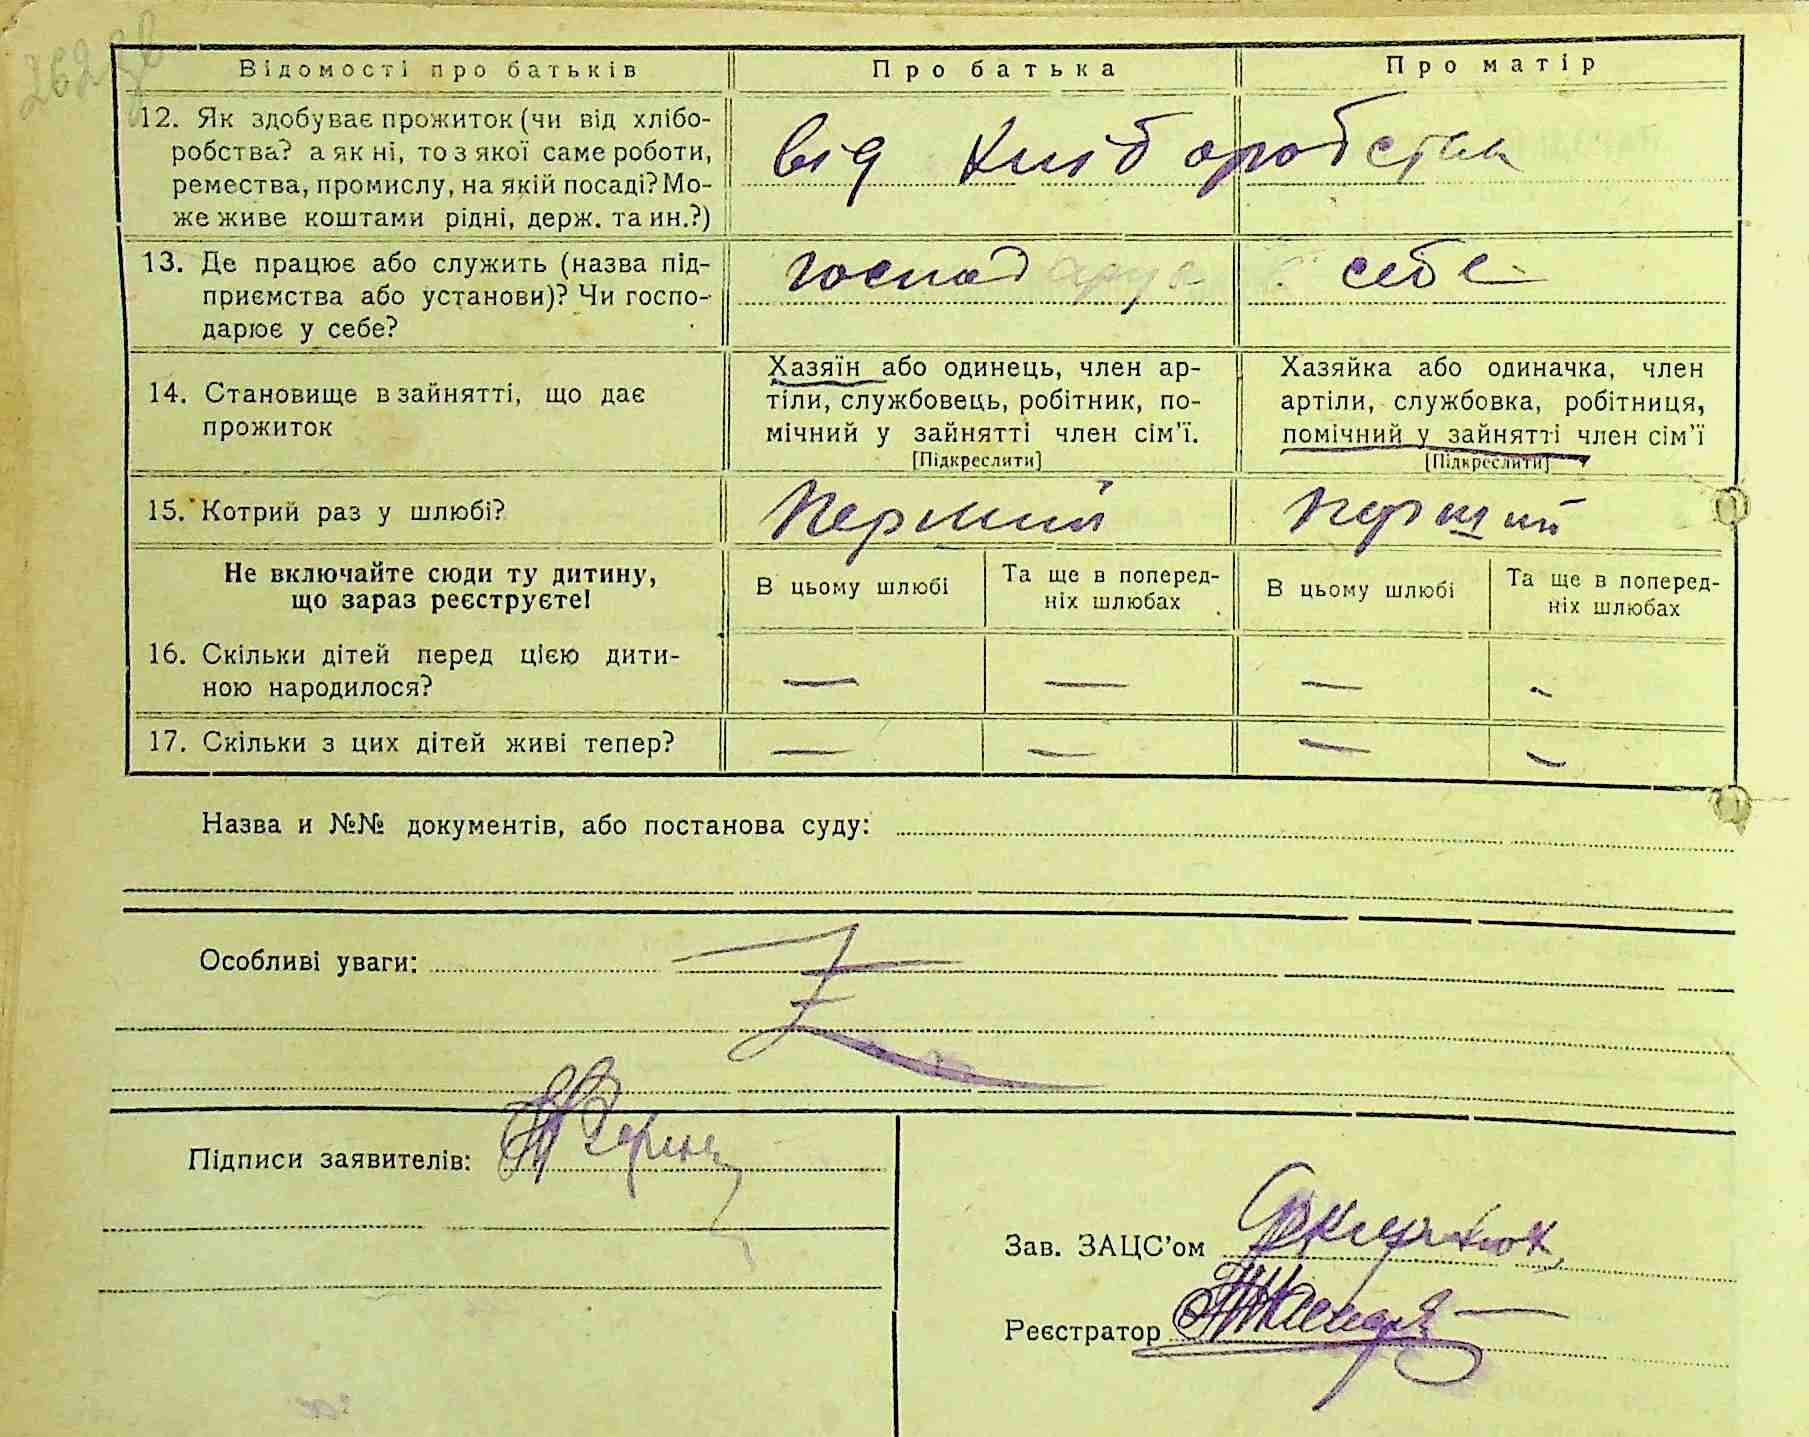 262зв
Відомості про батьків
Про батька
Про матір
12. Як здобуває прожиток (чи від хлібо-
робства? а як ні, то з якої саме роботи,
ремества, промислу, на якій посаді? Мо-
же живе коштами рідні, держ. та ин.?)
від хліборобства
13. Де працює або служить (назва під-
приємства або установи)? Чи госпо-
дарює у себе?
господарує в себе
14. Становище в зайнятті, що дає
прожиток
Хазяїн або одинець, член ар-
тіли, службовець, робітник, по-
мічний у зайнятті член сім'ї.
[Підкреслити]
Хазяйка або одиначка, член
артіли, службовка, робітниця,
помічний у зайнятті член сім'ї
[Підкреслити]
15. Котрий раз у шлюбі?
Перший
перший
Не включайте сюди ту дитину,
що зараз реєструєте!
В цьому шлюбі
Та ще в поперед-
ніх шлюбах
В цьому шлюбі
Та ще в поперед-
ніх шлюбах
16. Скільки дітей перед цією дити-
ною народилося?
— — — -
17. Скільки з цих дітей живі тепер?
— — — —
Назва и №№ документів, або постанова суду:
Особливі уваги:
Підписи заявителів:
Зав. ЗАЦС'ом
Реєстратор